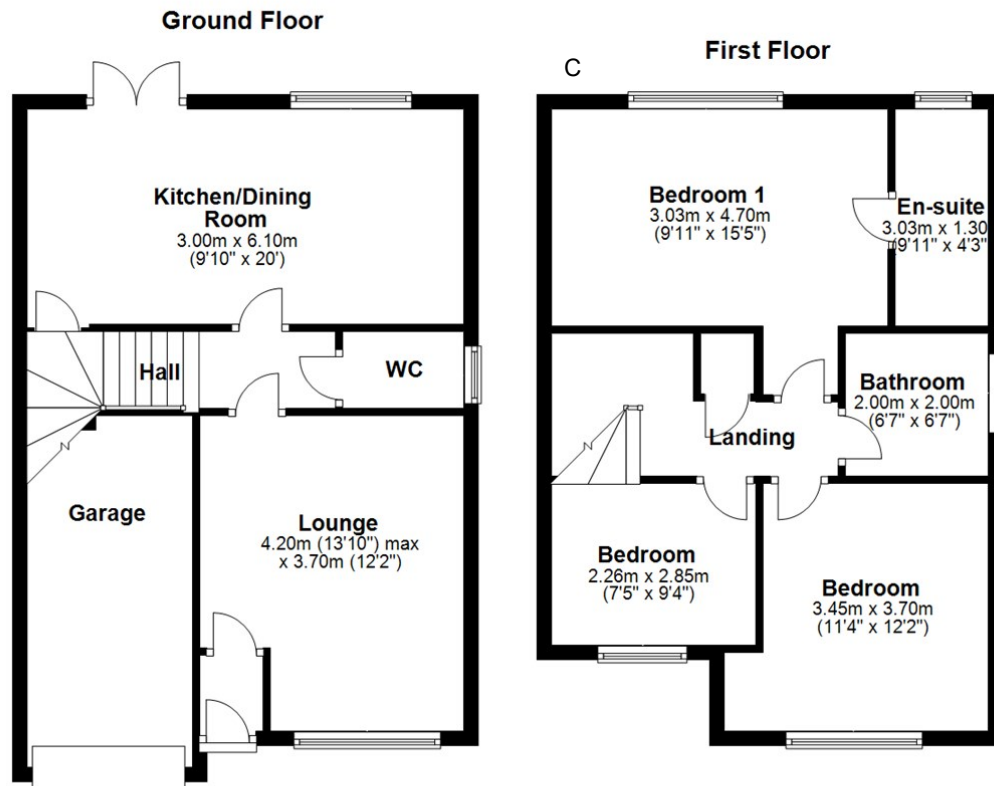 Ground Floor
Kitchen/Dining
Room
3.00m x 6.10m
(9'10" x 20')
Hall
WC
Garage
Lounge
4.20m (13'10") max
x 3.70m (12'2")
C
First Floor
Bedroom 1
3.03m x 4.70m
(9'11" x 15'5")
En-suite
3.03m x 1.30
(9'11" x 4'3"
Bathroom
2.00m x 2.00m
(6'7" x 6'7")
Landing
Bedroom
2.26m x 2.85m
(7'5" x 9'4")
Bedroom
3.45m x 3.70m
(11'4" x 12'2")